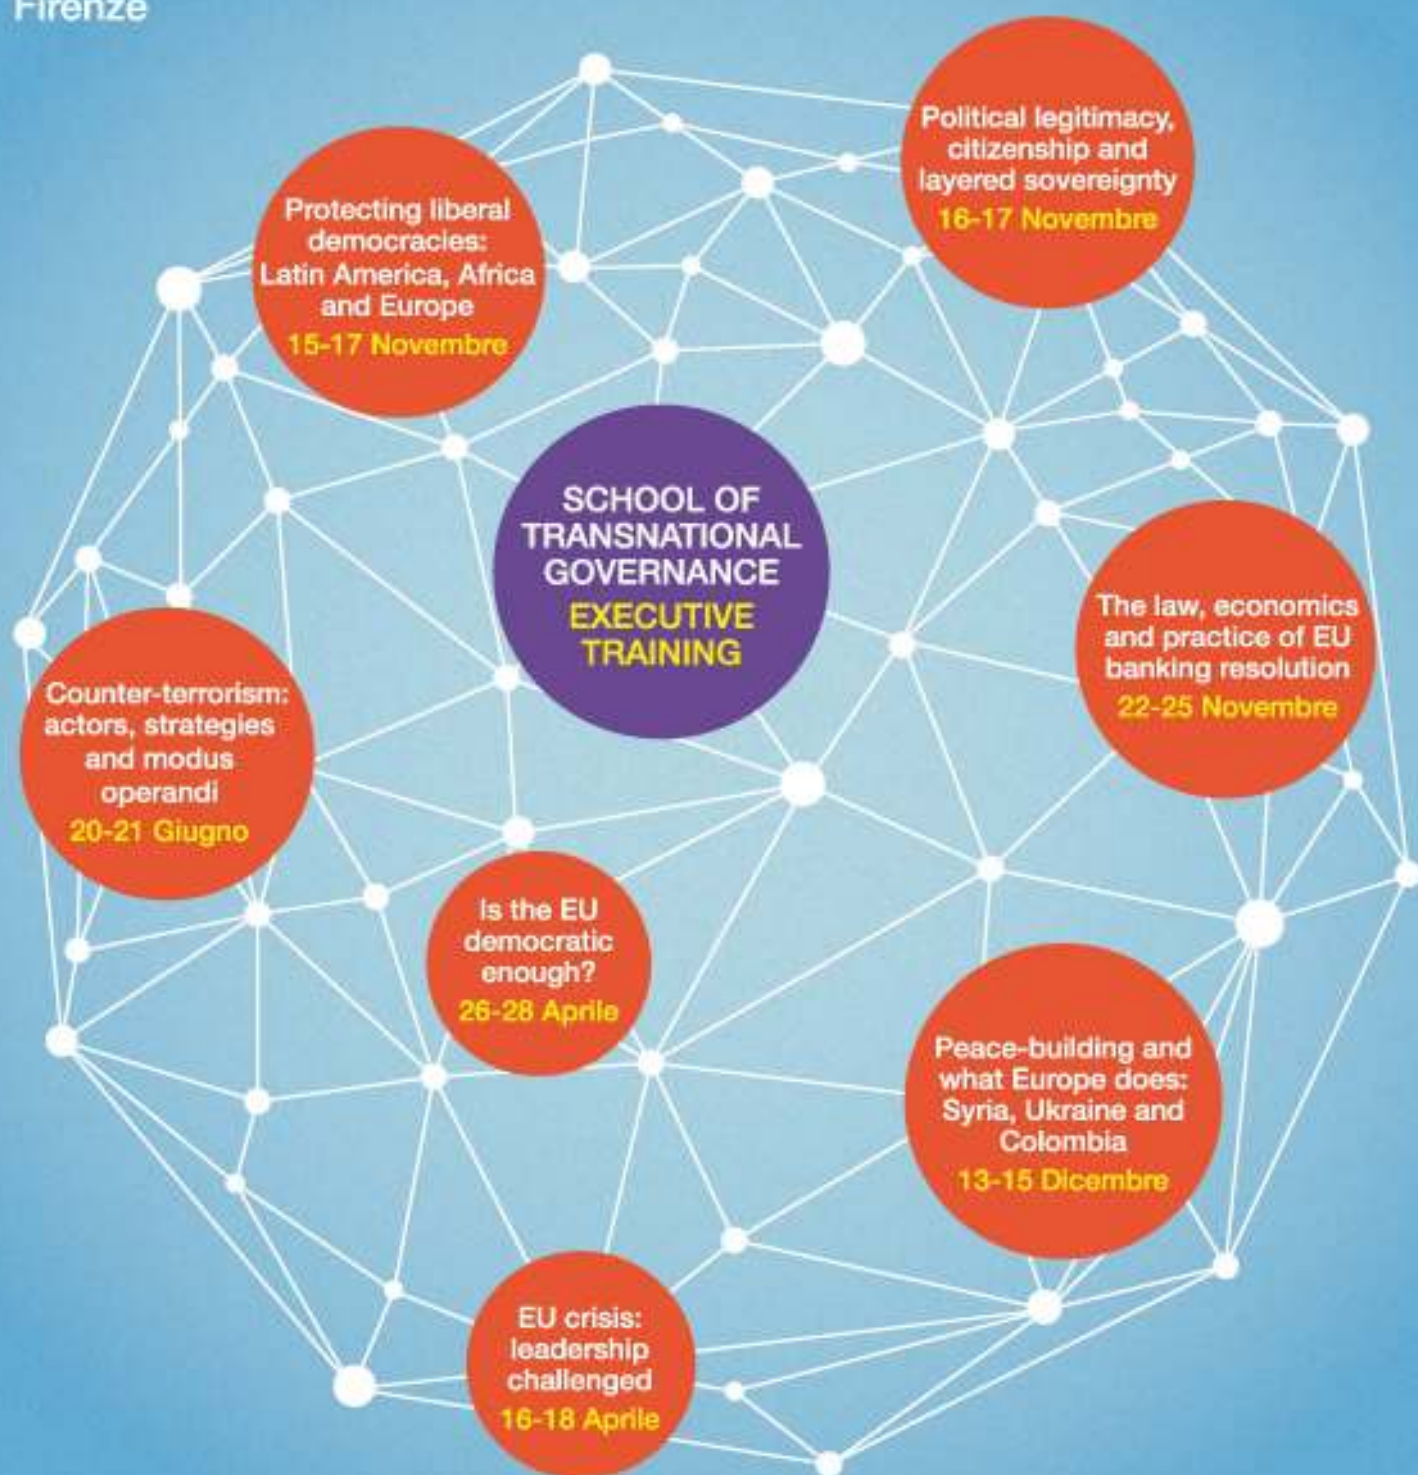 Firenze
Political legitimacy,
citizenship and
layered sovereignty
16-17 Novembre
Protecting liberal
democracies:
Latin America, Africa
and Europe
15-17 Novembre
SCHOOL OF
TRANSNATIONAL
GOVERNANCE
EXECUTIVE
TRAINING
The law, economics
and practice of EU
banking resolution
22-25 Novembre
Counter-terrorism:
actors, strategies
and modus
operandi
20-21 Giugno
Is the EU
democratic
enough?
26-28 Aprile
Peace-building and
what Europe does:
Syria, Ukraine and
Colombia
13-15 Dicembre
EU crisis:
leadership
challenged
16-18 Aprile